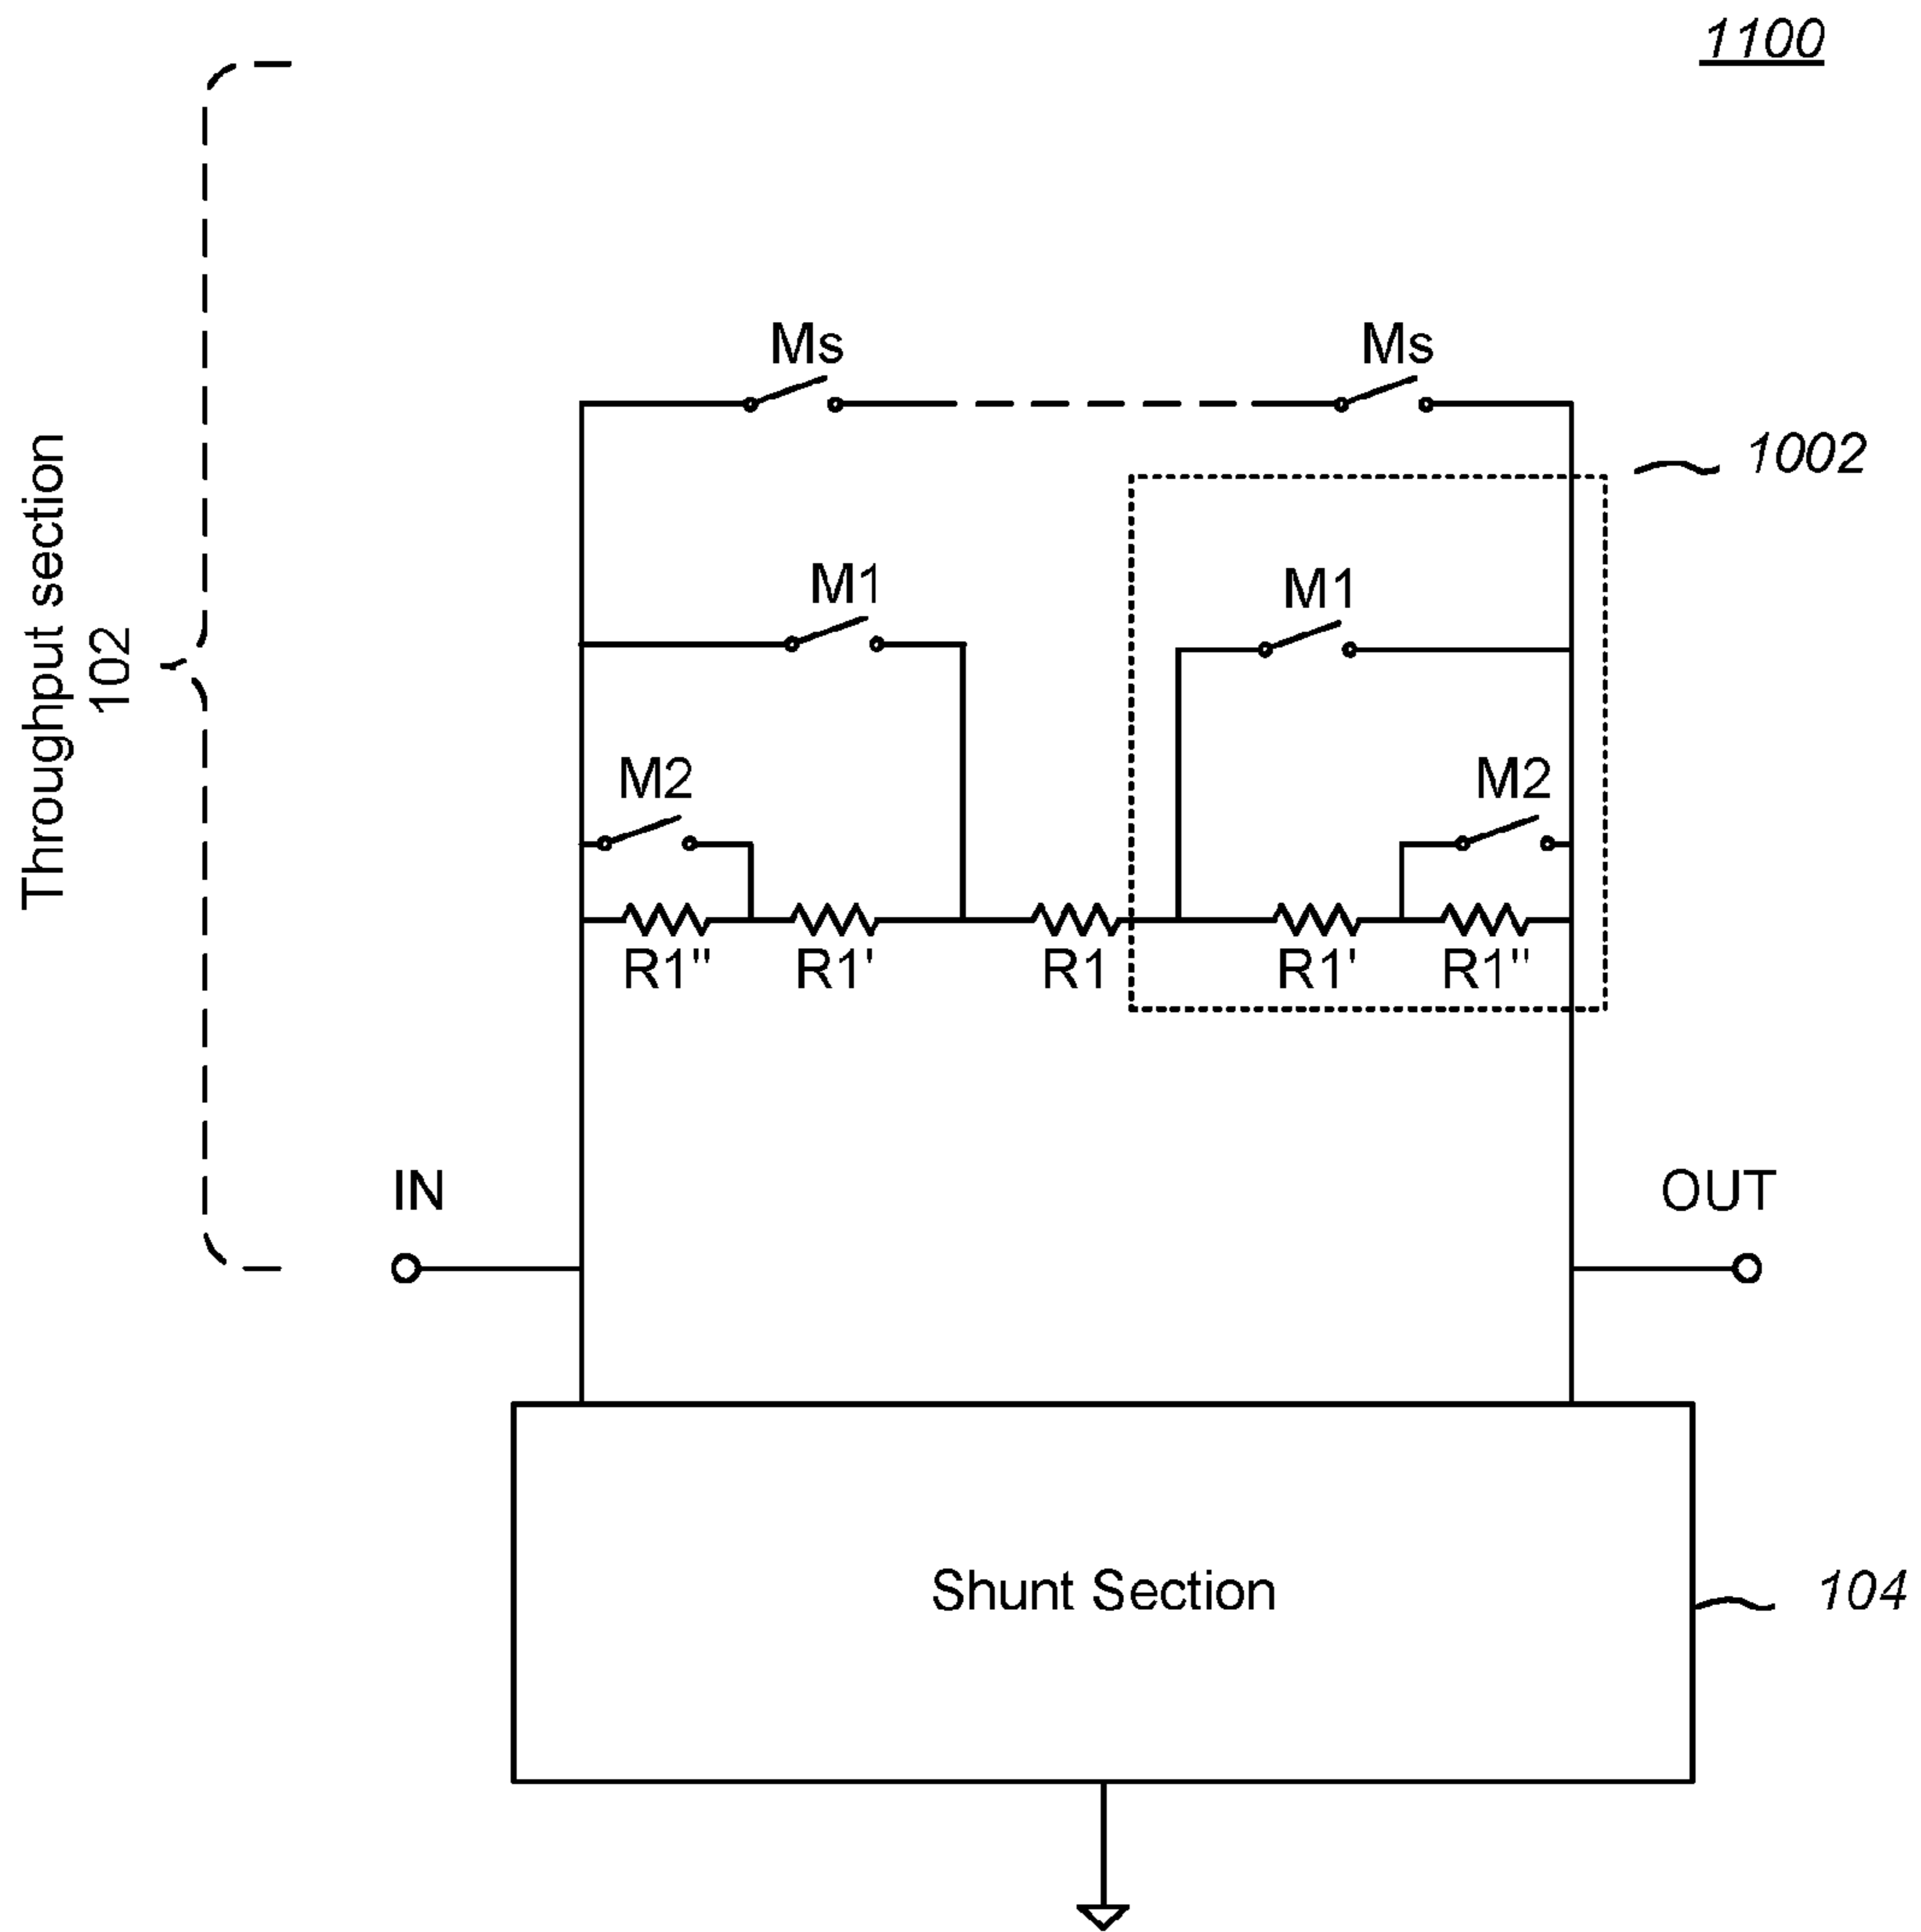 1100
Throughput section
102
Ms
Ms
1002
M1
M1
M2
M2
R1"
R1'
R1
R1'
R1"
IN
OUT
Shunt Section
104